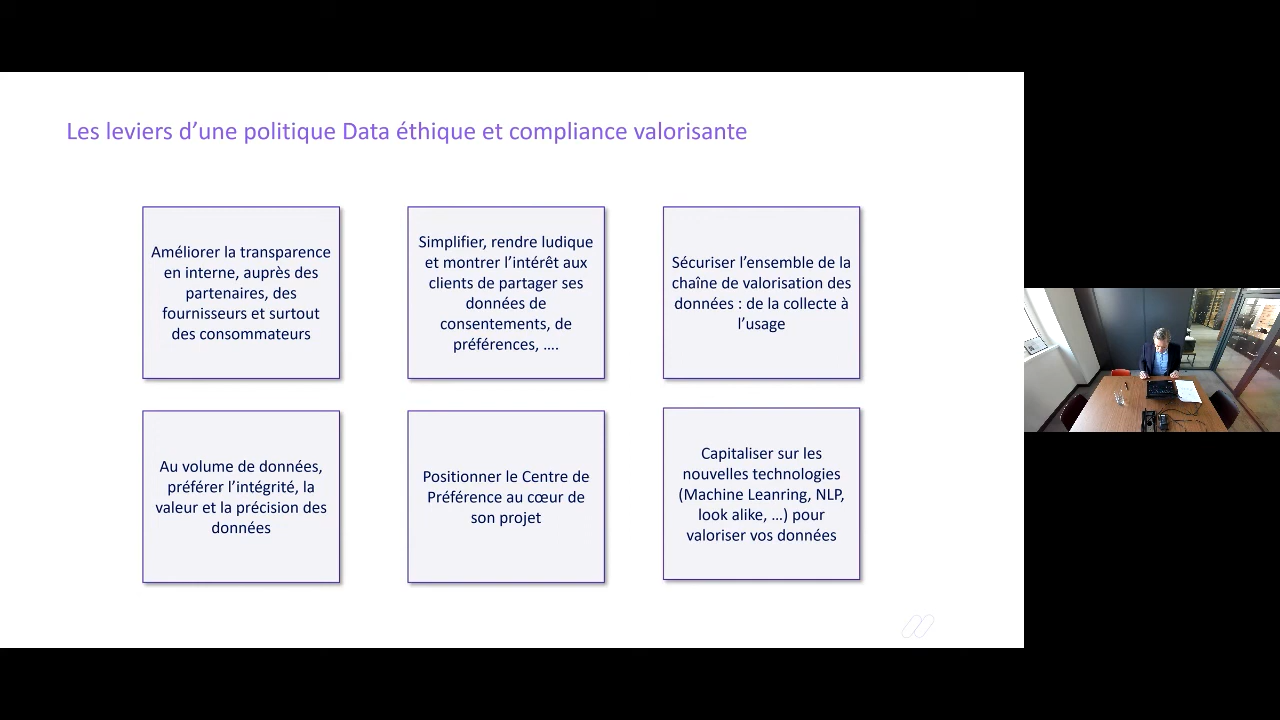 Les leviers d’une politique Data éthique et compliance valorisante
Améliorer la transparence
en interne, auprès des
partenaires, des
fournisseurs et surtout
des consommateurs
Simplifier, rendre ludique
et montrer l’intérêt aux
clients de partager ses
données de
consentements, de
préférences, ….
Sécuriser l’ensemble de la
chaîne de valorisation des
données : de la collecte à
l’usage
Au volume de données,
préférer l’intégrité, la
valeur et la précision des
données
Positionner le Centre de
Préférence au cœur de
son projet
Capitaliser sur les
nouvelles technologies
(Machine Leanring, NLP,
look alike, …) pour
valoriser vos données